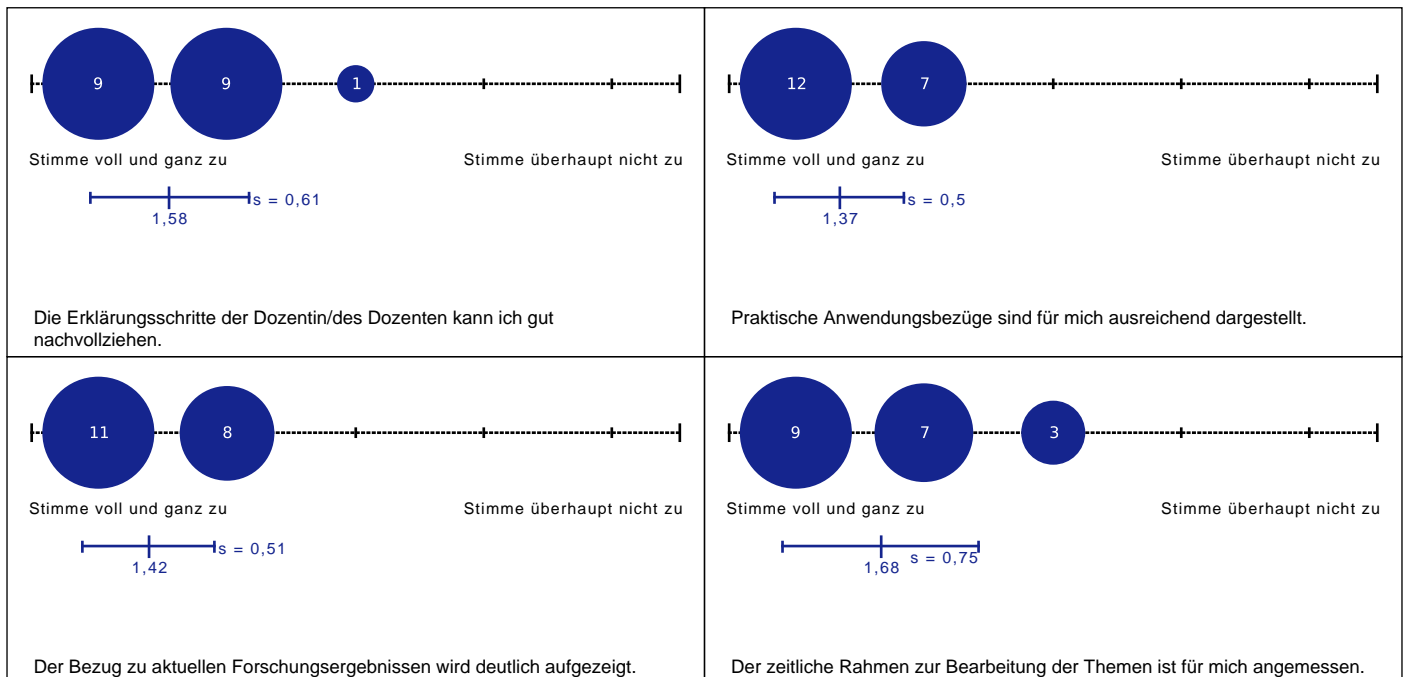 9 9 1
Stimme voll und ganz zu Stimme überhaupt nicht zu
s = 0,61
1,58
Die Erklärungsschritte der Dozentin/des Dozenten kann ich gut
nachvollziehen.
12 7
Stimme voll und ganz zu Stimme überhaupt nicht zu
s = 0,5
1,37
Praktische Anwendungsbezüge sind für mich ausreichend dargestellt.
11 8
Stimme voll und ganz zu Stimme überhaupt nicht zu
s = 0,51
1,42
Der Bezug zu aktuellen Forschungsergebnissen wird deutlich aufgezeigt.
9 7 3
Stimme voll und ganz zu Stimme überhaupt nicht zu
1,68 s = 0,75
Der zeitliche Rahmen zur Bearbeitung der Themen ist für mich angemessen.